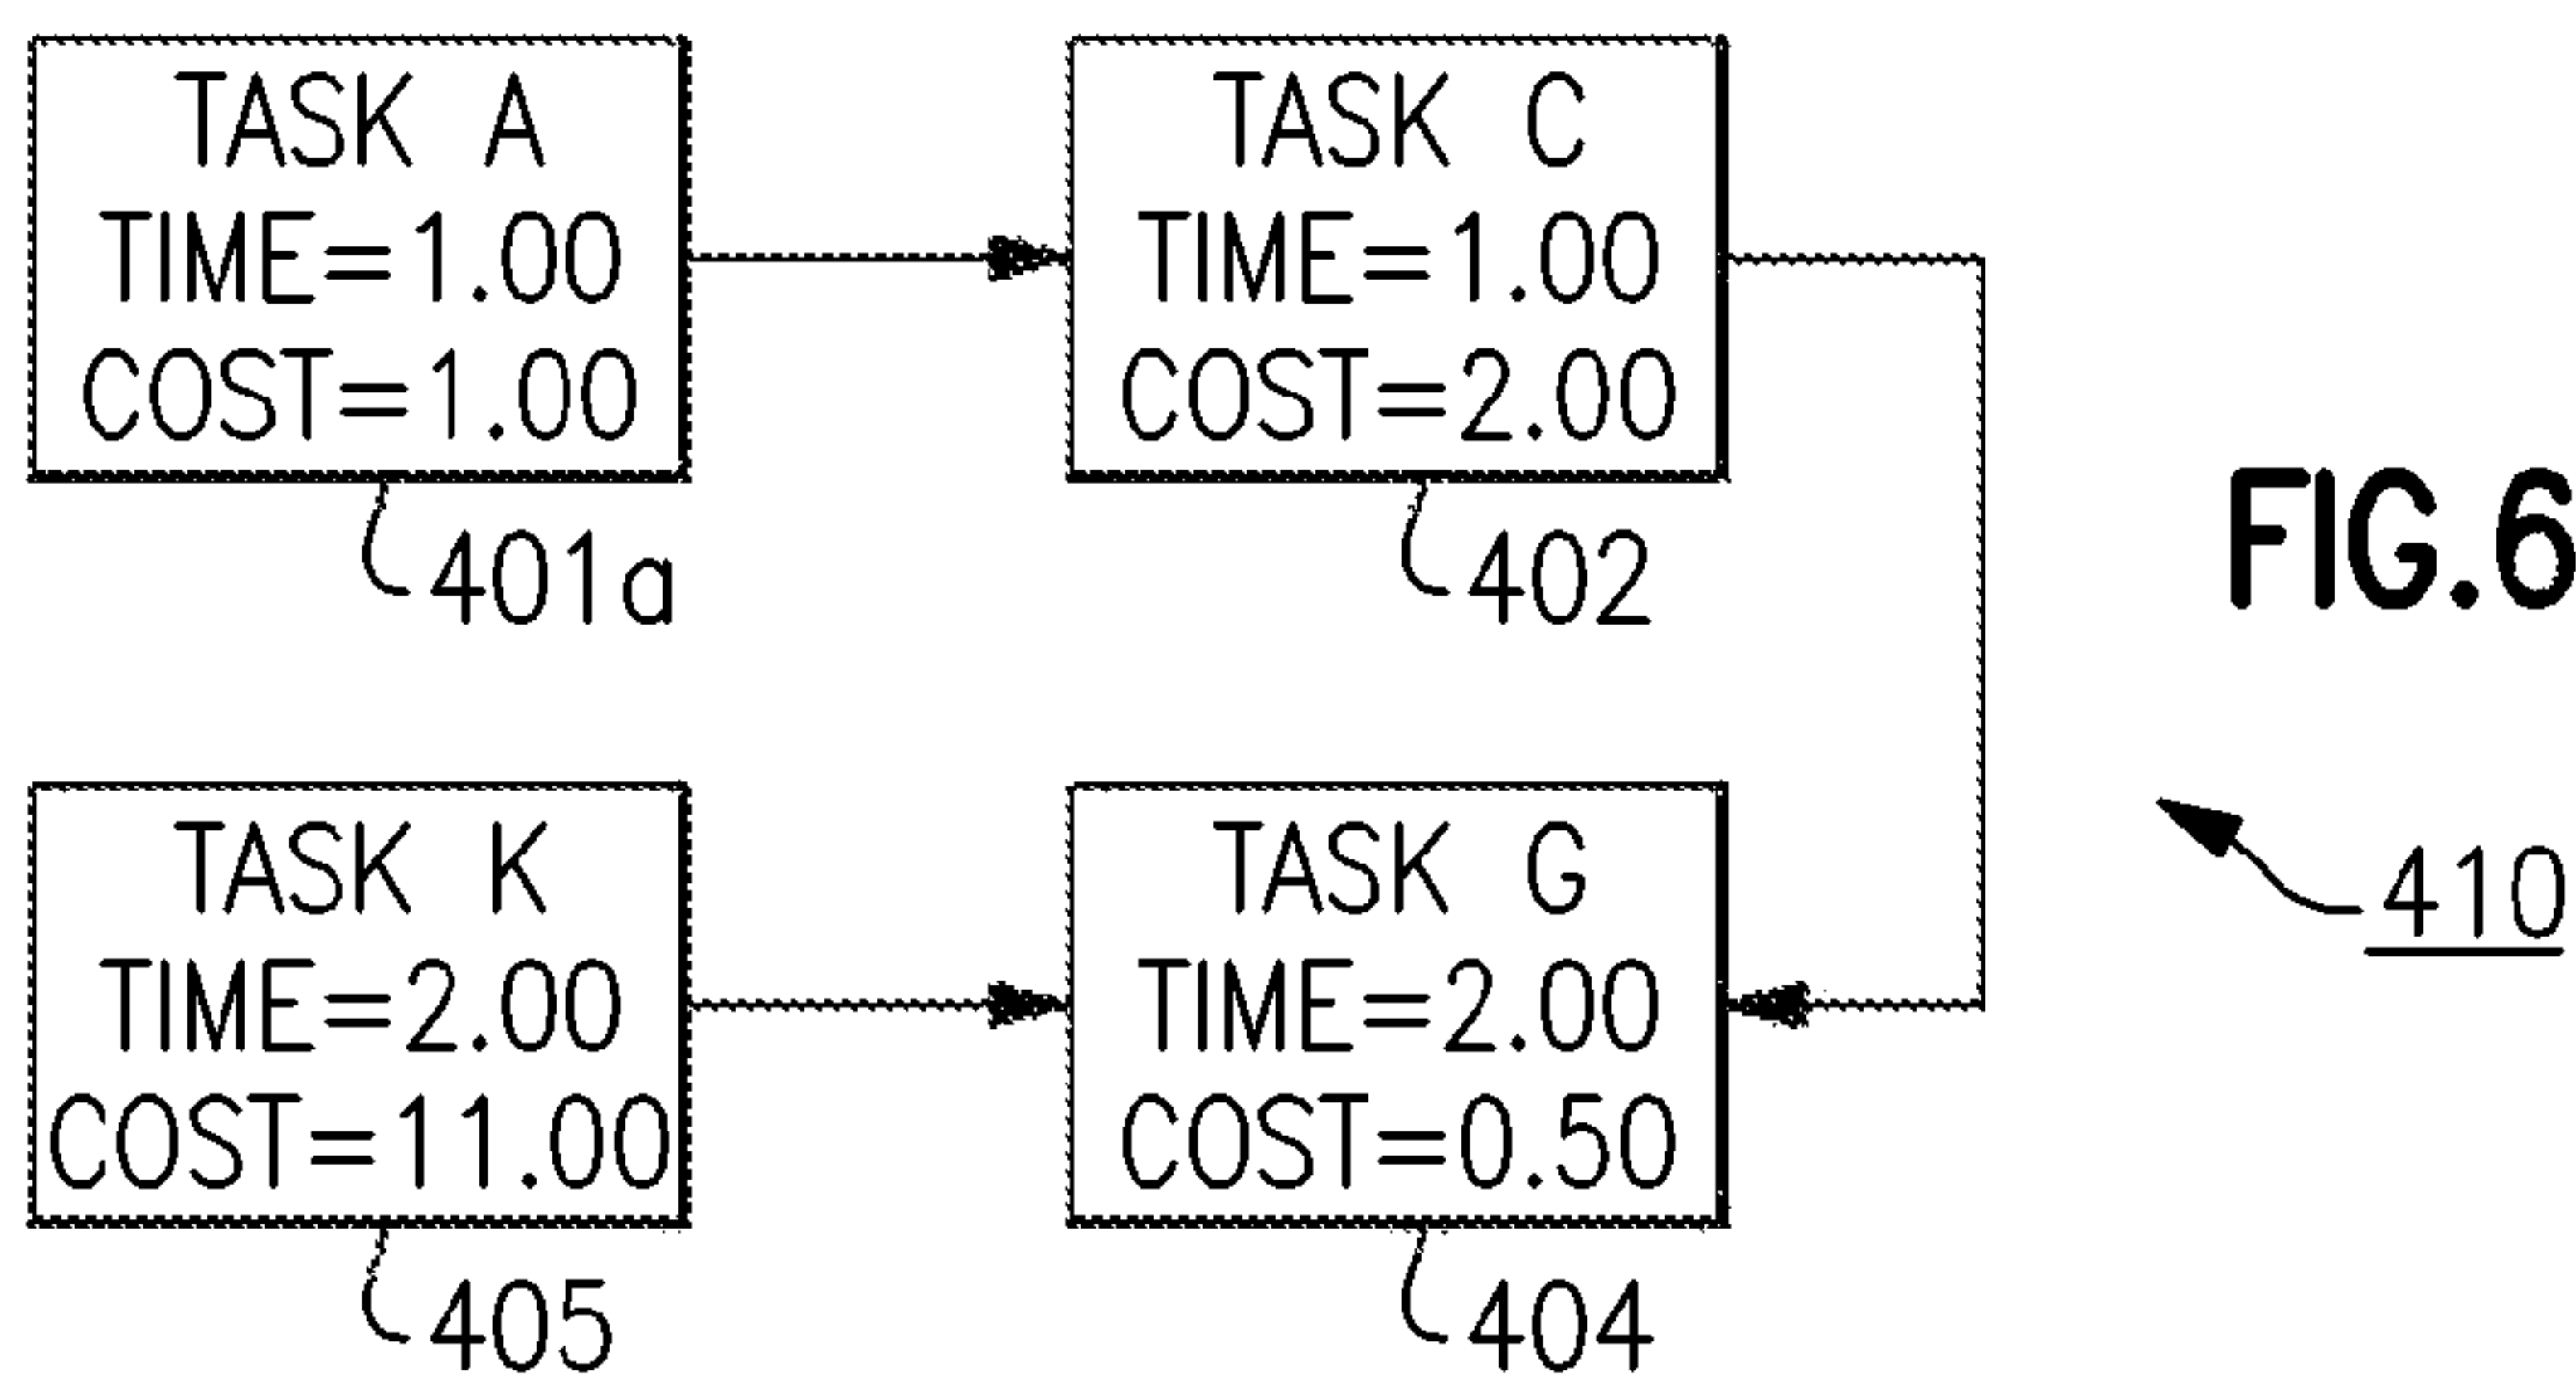 TASK A
TIME=1.00
COST=1.00
401a
TASK C
TIME=1.00
COST=2.00
402
FIG.6
TASK K
TIME=2.00
COST=11.00
405
TASK G
TIME=2.00
COST=0.50
404
410